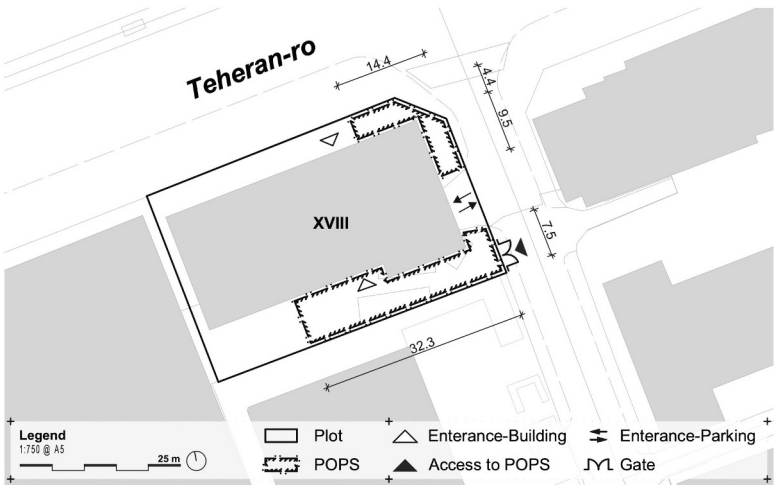 Teheran-ro
14.4
4.4
9.5
XVIII
7.5
32.3
Legend
1:750 @ A5
25 m
Plot
POPS
Enterance-Building
Access to POPS
Enterance-Parking
Gate